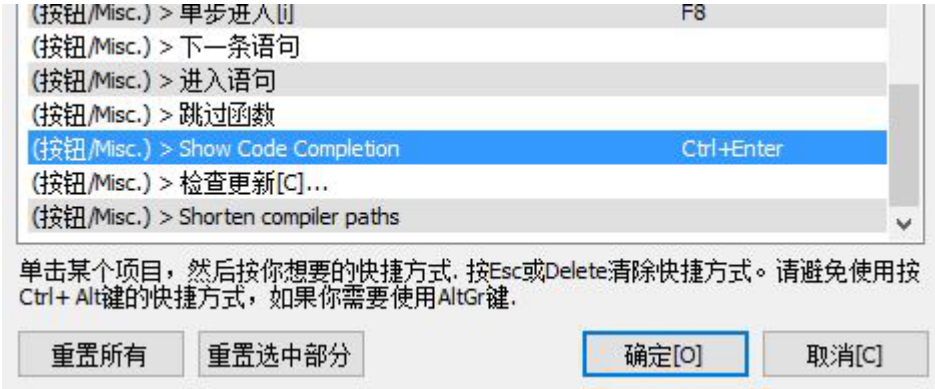 (按钮/Misc.) > 单步进入[i] F8
(按钮/Misc.) > 下一条语句
(按钮/Misc.) > 进入语句
(按钮/Misc.) > 跳过函数
(按钮/Misc.) > Show Code Completion Ctrl+Enter
(按钮/Misc.) > 检查更新[C]...
(按钮/Misc.) > Shorten compiler paths
单击某个项目，然后按你想要的快捷方式. 按Esc或Delete清除快捷方式。请避免使用按
Ctrl+ Alt键的快捷方式，如果你需要使用AltGr键.
重置所有 重置选中部分 确定[O] 取消[C]